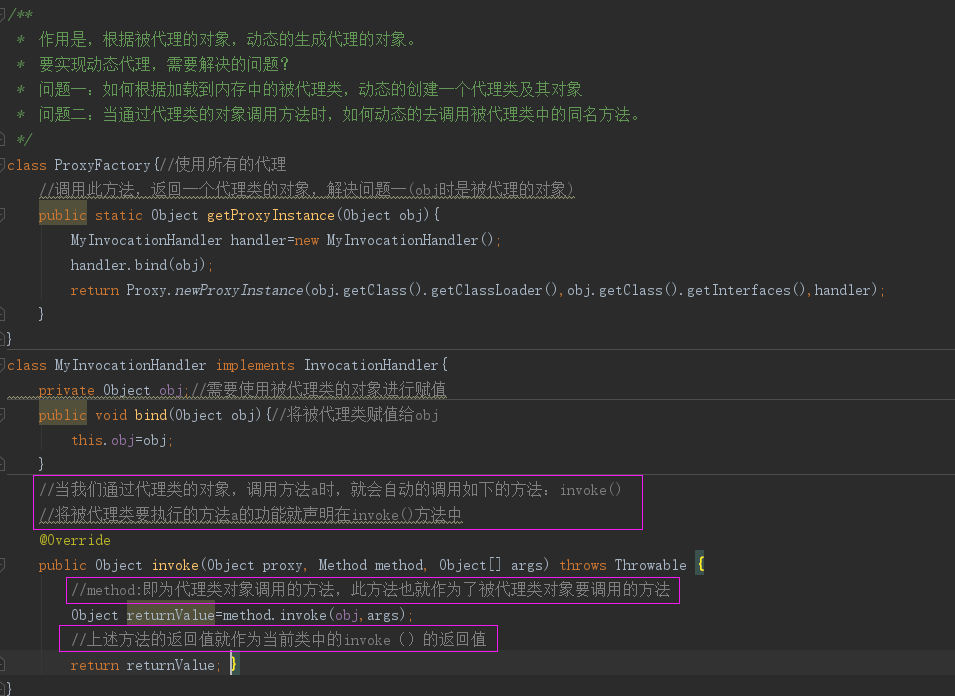 /**
 * 作用是，根据被代理的对象，动态的生成代理的对象。
 * 要实现动态代理，需要解决的问题？
 * 问题一：如何根据加载到内存中的被代理类，动态的创建一个代理类及其对象
 * 问题二：当通过代理类的对象调用方法时，如何动态的去调用被代理类中的同名方法。
 */
class ProxyFactory{//使用所有的代理
    //调用此方法，返回一个代理类的对象，解决问题一(obj时是被代理的对象)
    public static Object getProxyInstance(Object obj){
        MyInvocationHandler handler=new MyInvocationHandler();
        handler.bind(obj);
        return Proxy.newProxyInstance(obj.getClass().getClassLoader(),obj.getClass().getInterfaces(),handler);
    }
}
class MyInvocationHandler implements InvocationHandler{
    private Object obj;//需要使用被代理类的对象进行赋值
    public void bind(Object obj){//将被代理类赋值给obj
        this.obj=obj;
    }
    //当我们通过代理类的对象，调用方法a时，就会自动的调用如下的方法：invoke()
    //将被代理类要执行的方法a的功能就声明在invoke()方法中
    @Override
    public Object invoke(Object proxy, Method method, Object[] args) throws Throwable {
        //method:即为代理类对象调用的方法，此方法也就作为了被代理类对象要调用的方法
        Object returnValue=method.invoke(obj,args);
        //上述方法的返回值就作为当前类中的invoke（）的返回值
        return returnValue; }
}